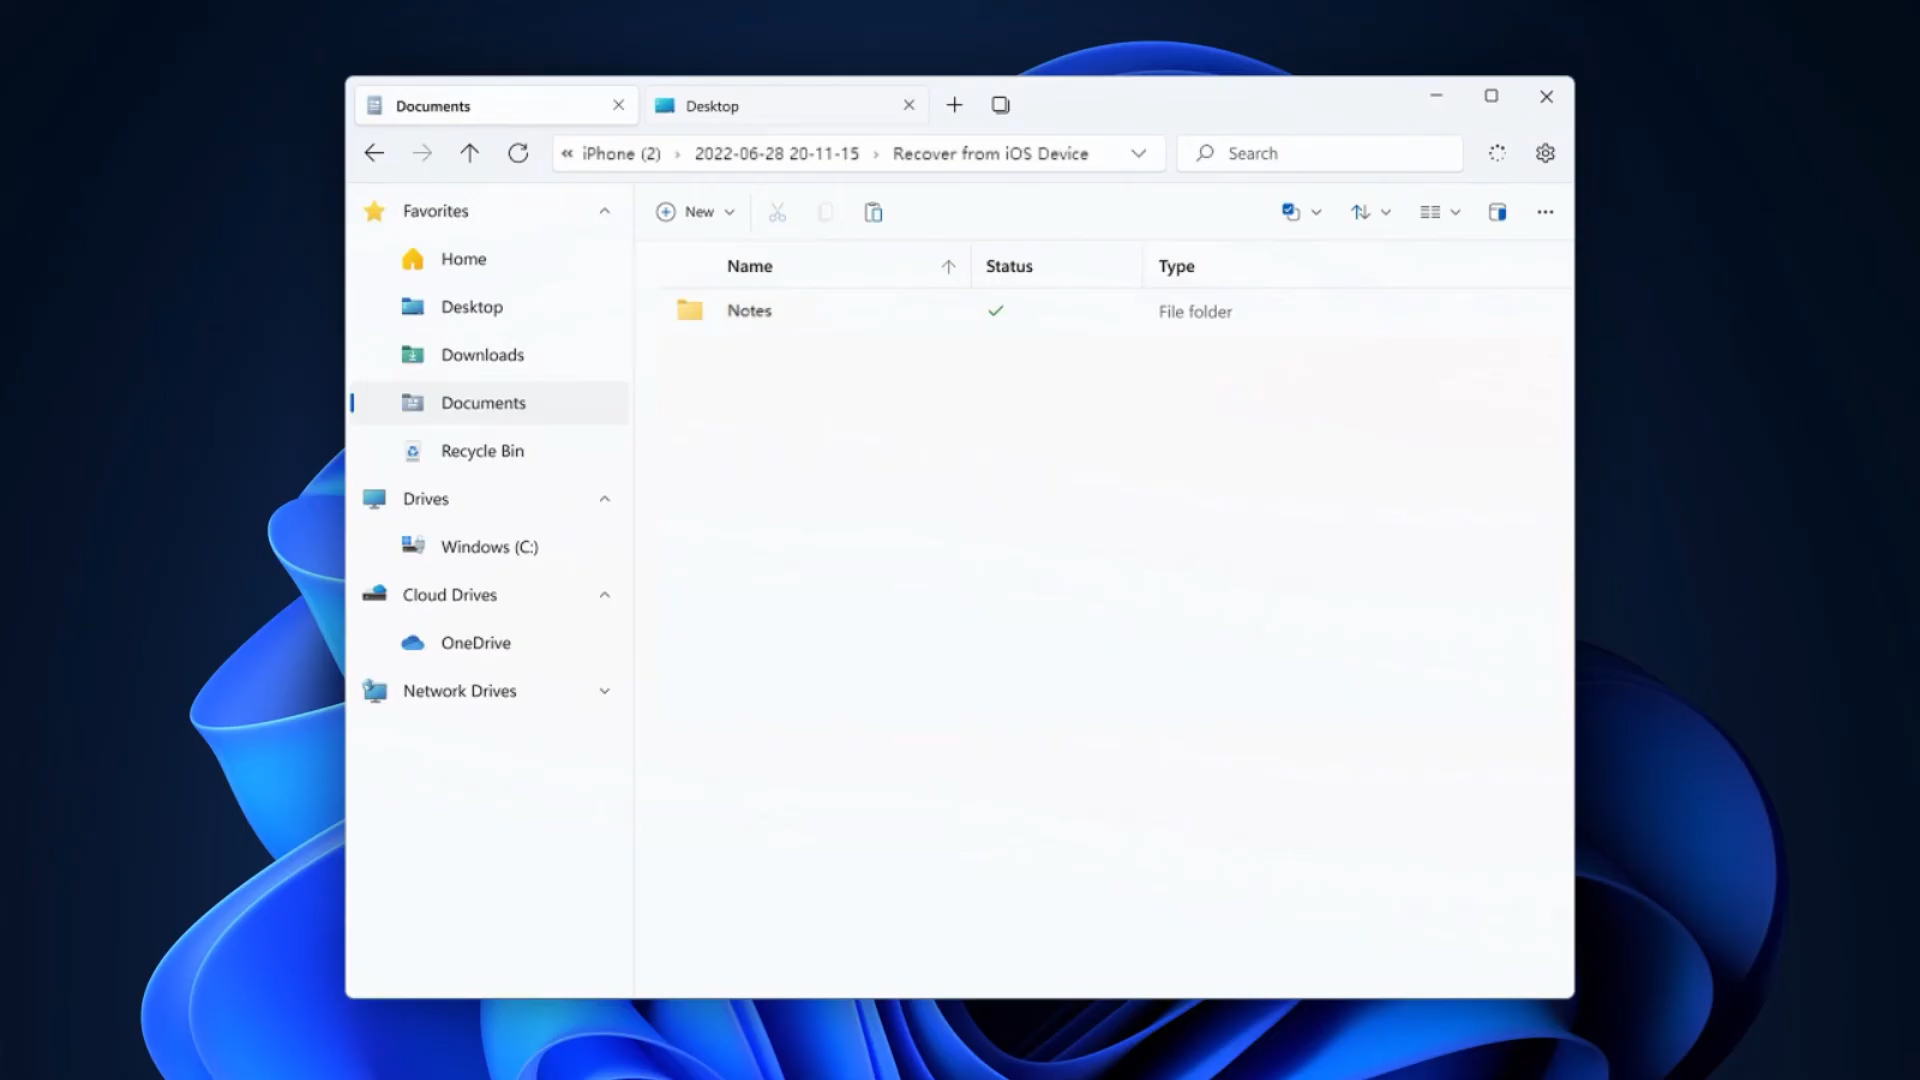 Documents
Desktop
« iPhone (2) › 2022-06-28 20-11-15 › Recover from iOS Device
Search
Favorites
Home
Desktop
Downloads
Documents
Recycle Bin
Drives
Windows (C:)
Cloud Drives
OneDrive
Network Drives
New
Name Status Type
Notes File folder